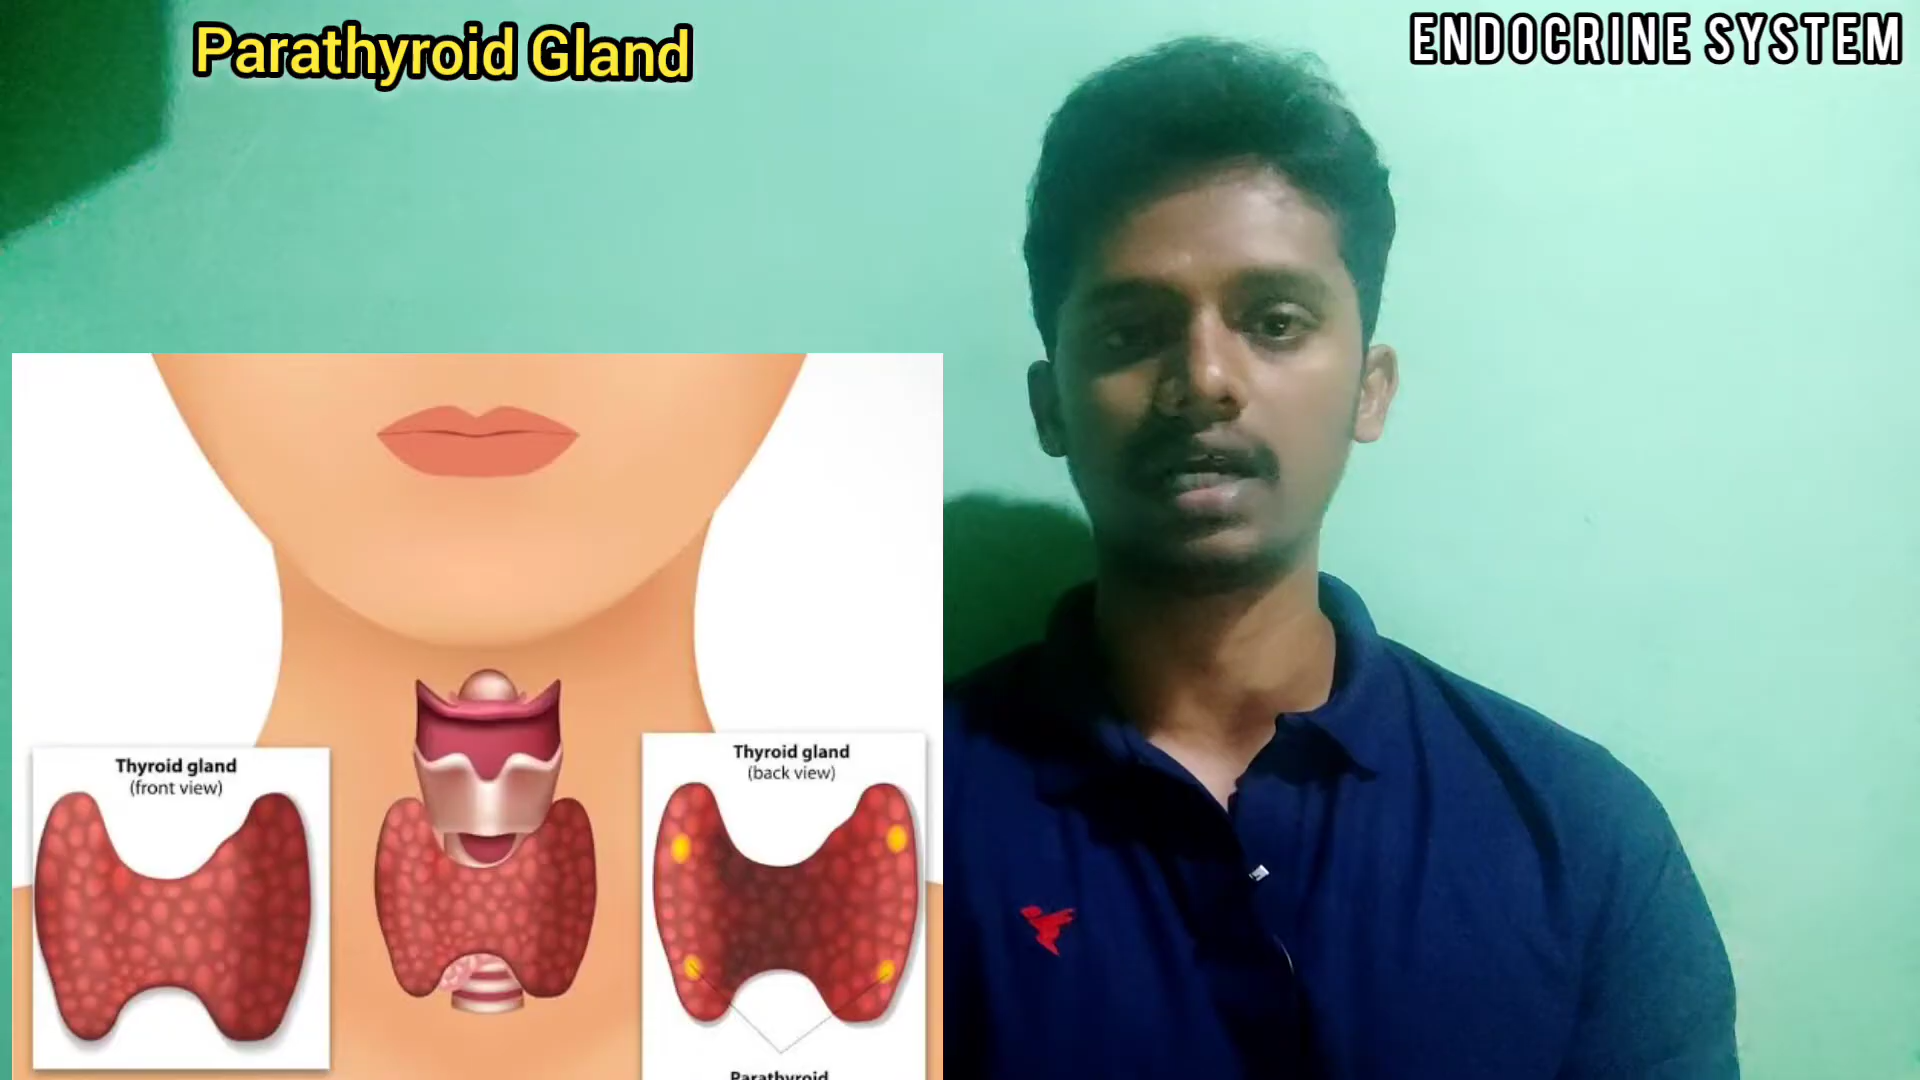 Parathyroid Gland
ENDOCRINE SYSTEM
Thyroid gland
(front view)
Thyroid gland
(back view)
Parathyroid